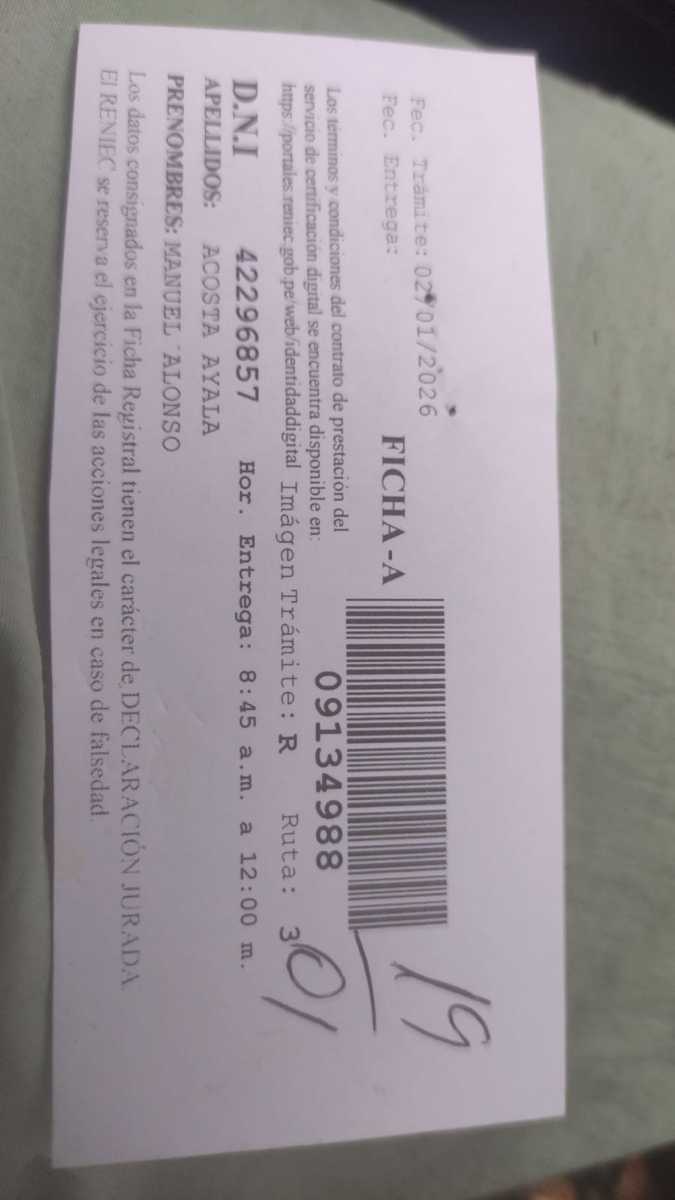 Fec. Trámite: 02/01/2026
Fec. Entrega:
FICHA-A
09134988
19
01
Los términos y condiciones del contrato de prestación del
servicio de certificación digital se encuentra disponible en:
https://portales.reniec.gob.pe/web/identidaddigital Imágen Trámite: R Ruta: 3
D.N.I 42296857 Hor. Entrega: 8:45 a.m. a 12:00 m.
APELLIDOS: ACOSTA AYALA
PRENOMBRES: MANUEL ALONSO
Los datos consignados en la Ficha Registral tienen el carácter de DECLARACIÓN JURADA.
El RENIEC se reserva el ejercicio de las acciones legales en caso de falsedad.